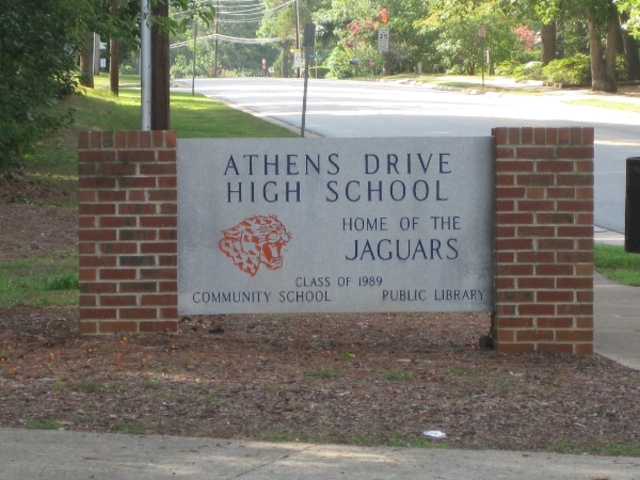 ATHENS DRIVE
HIGH SCHOOL
HOME OF THE
JAGUARS
CLASS OF 1989
COMMUNITY SCHOOL PUBLIC LIBRARY